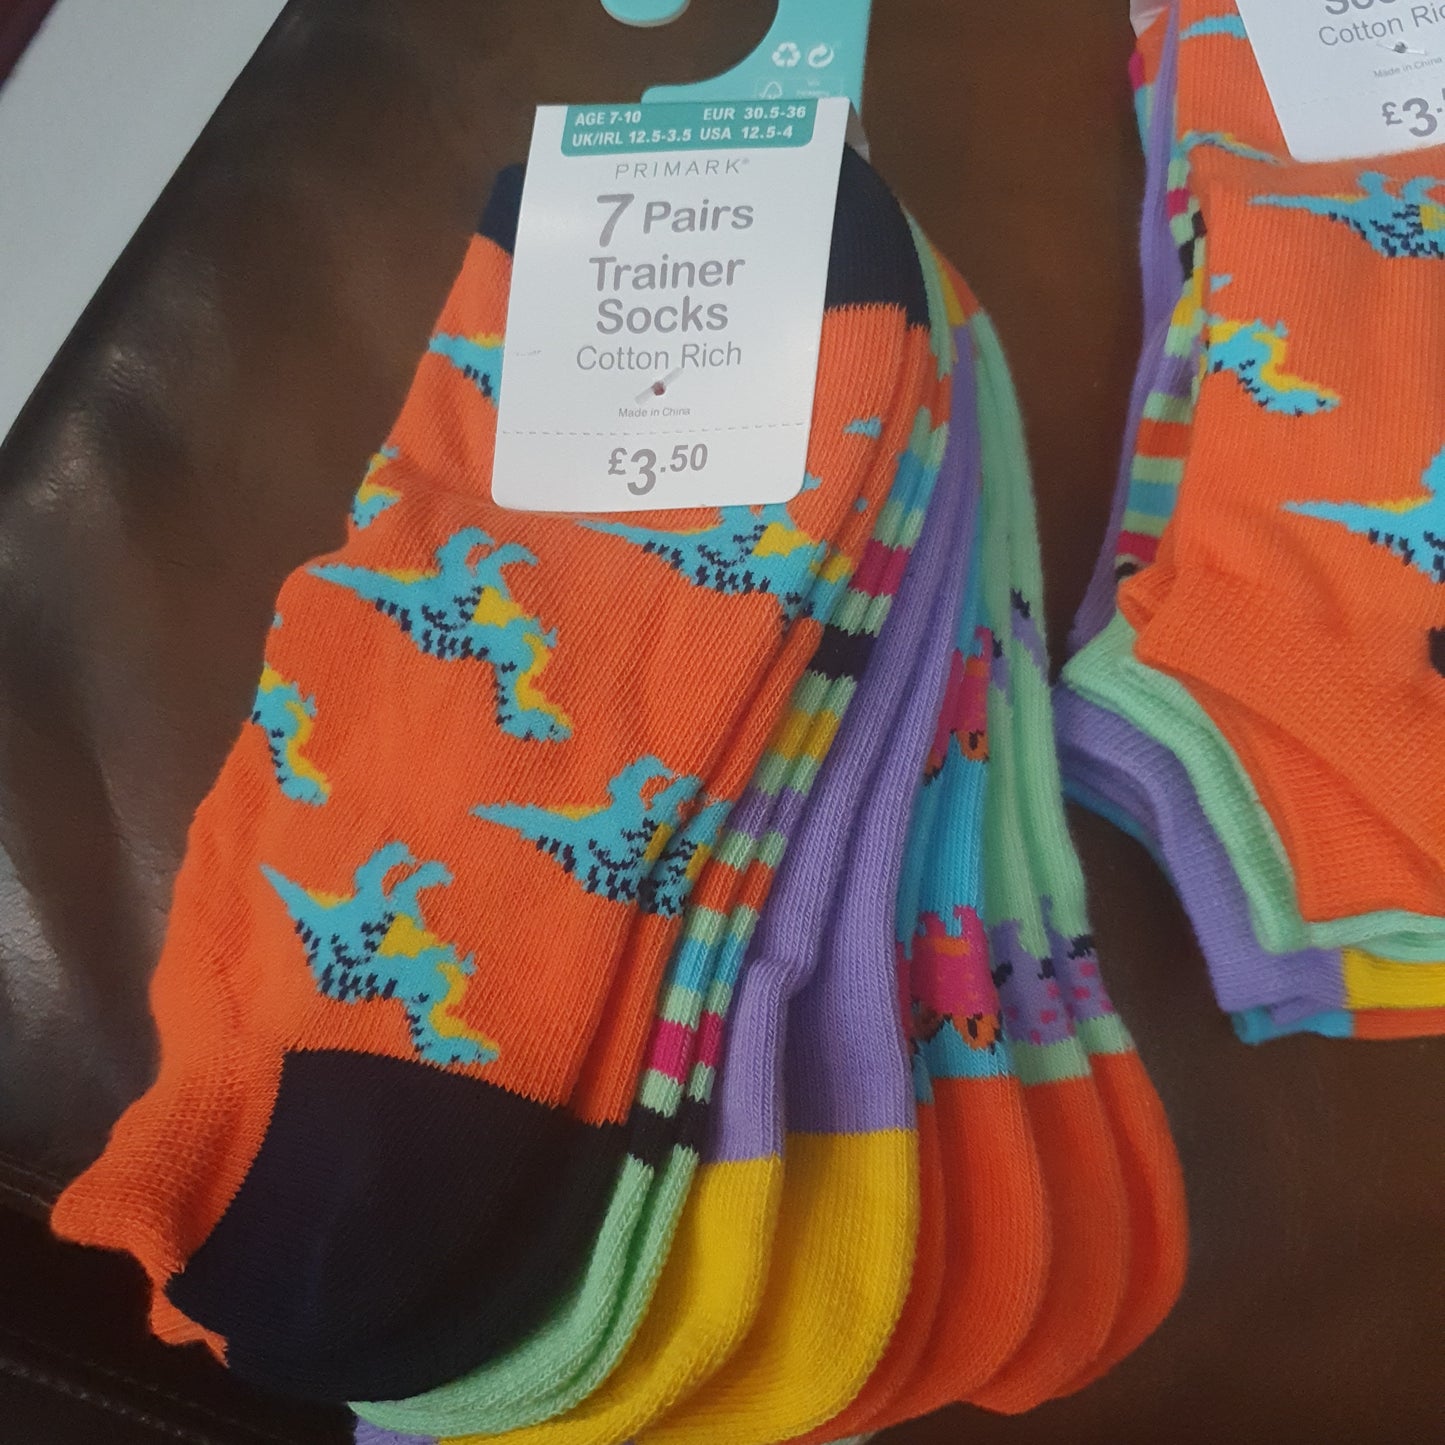 AGE 7-10 EUR 30.5-36
UK/IRL 12.5-3.5 USA 12.5-4
PRIMARK®
7 Pairs
Trainer
Socks
Cotton Rich
Made in China
£3.50
Cotton
Made in China
£3.